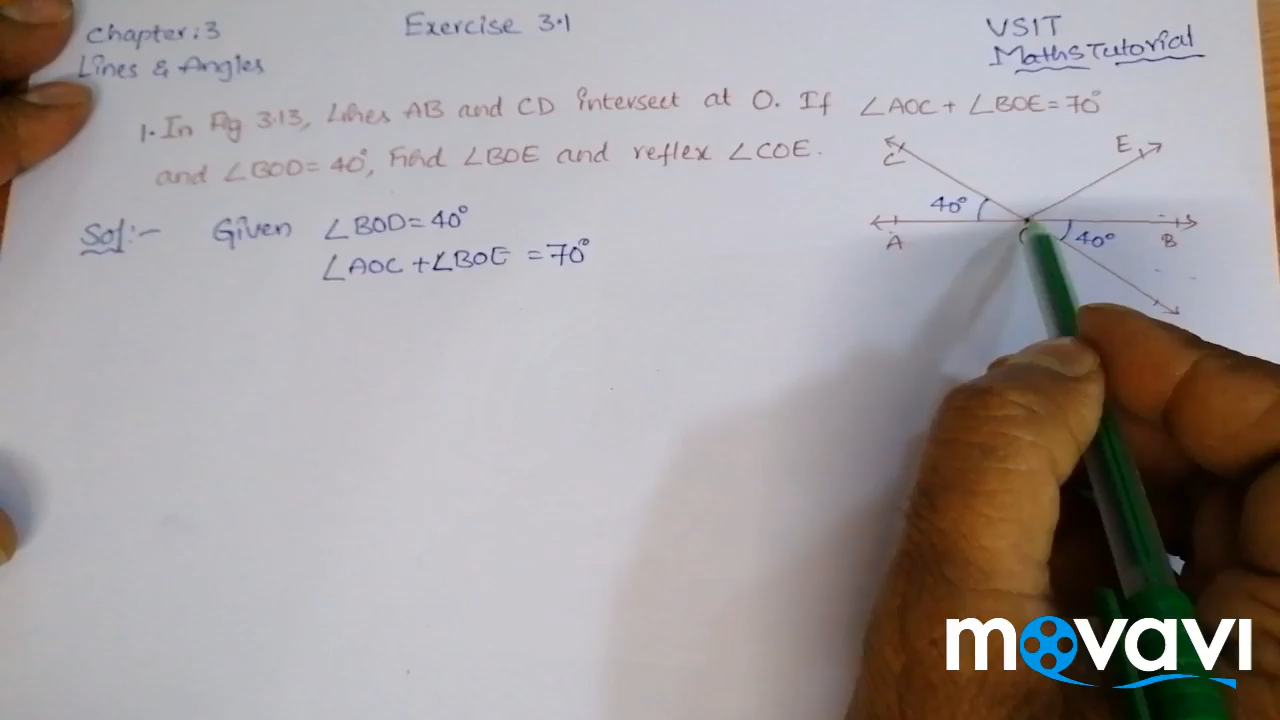 Chapter:3
Lines & Angles
Exercise 3.1
VSIT
Maths Tutorial
1. In Fig 3.13, Lines AB and CD intersect at O. If ∠AOC + ∠BOE = 70°
and ∠BOD = 40°, Find ∠BOE and reflex ∠COE.
Sol:- Given ∠BOD = 40°
∠AOC + ∠BOE = 70°
C
E
40°
A
40°
B
movavi